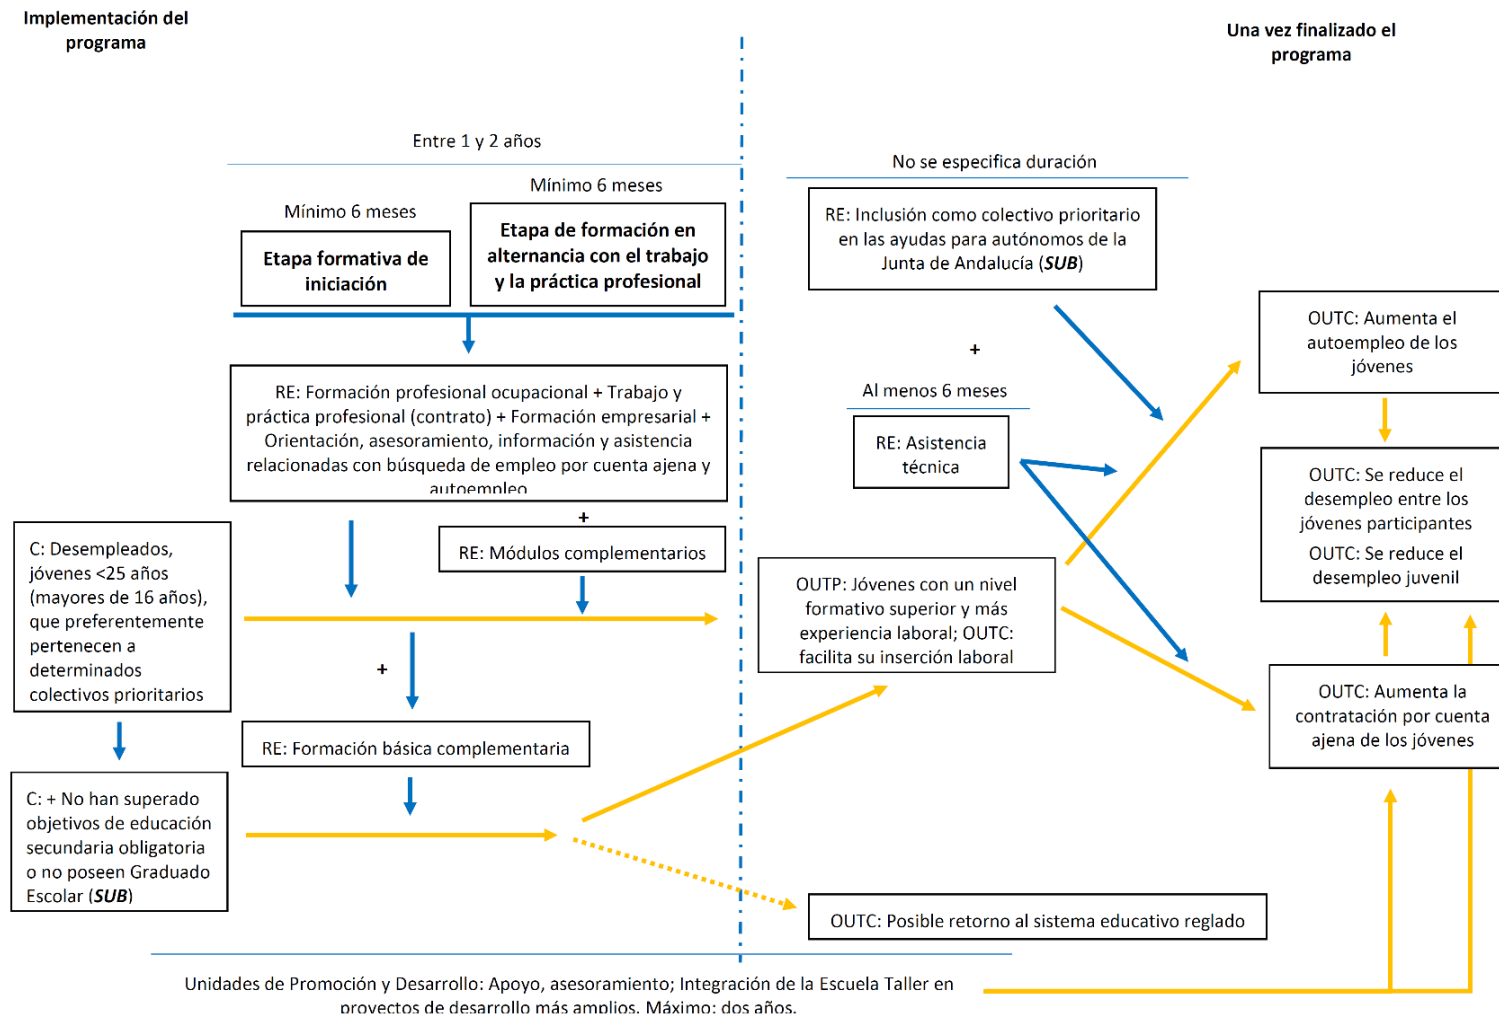 Implementación del
programa
Una vez finalizado el
programa
Entre 1 y 2 años
Mínimo 6 meses
Etapa formativa de
iniciación
Mínimo 6 meses
Etapa de formación en
alternancia con el trabajo
y la práctica profesional
RE: Formación profesional ocupacional + Trabajo y
práctica profesional (contrato) + Formación empresarial +
Orientación, asesoramiento, información y asistencia
relacionadas con búsqueda de empleo por cuenta ajena y
autoempleo
+
RE: Módulos complementarios
C: Desempleados,
jóvenes <25 años
(mayores de 16 años),
que preferentemente
pertenecen a
determinados
colectivos prioritarios
+
RE: Formación básica complementaria
C: + No han superado
objetivos de educación
secundaria obligatoria
o no poseen Graduado
Escolar (SUB)
No se especifica duración
RE: Inclusión como colectivo prioritario
en las ayudas para autónomos de la
Junta de Andalucía (SUB)
+
Al menos 6 meses
RE: Asistencia
técnica
OUTP: Jóvenes con un nivel
formativo superior y más
experiencia laboral; OUTC:
facilita su inserción laboral
OUTC: Aumenta el
autoempleo de los
jóvenes
OUTC: Se reduce el
desempleo entre los
jóvenes participantes
OUTC: Se reduce el
desempleo juvenil
OUTC: Aumenta la
contratación por cuenta
ajena de los jóvenes
OUTC: Posible retorno al sistema educativo reglado
Unidades de Promoción y Desarrollo: Apoyo, asesoramiento; Integración de la Escuela Taller en
proyectos de desarrollo más amplios. Máximo: dos años.